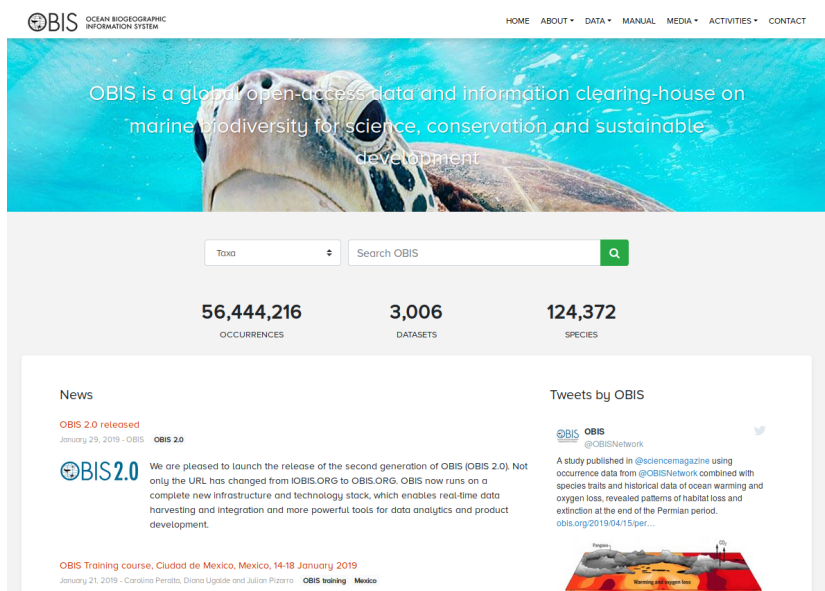 OBIS OCEAN BIOGEOGRAPHIC
INFORMATION SYSTEM
HOME ABOUT DATA MANUAL MEDIA ACTIVITIES CONTACT
OBIS is a global open-access data and information clearing-house on
marine biodiversity for science, conservation and sustainable
development
Taxa
Search OBIS
56,444,216
OCCURRENCES
3,006
DATASETS
124,372
SPECIES
News
OBIS 2.0 released
January 29, 2019 - OBIS OBIS 2.0
OBIS 2.0
We are pleased to launch the release of the second generation of OBIS (OBIS 2.0). Not
only the URL has changed from IOBIS.ORG to OBIS.ORG. OBIS now runs on a
complete new infrastructure and technology stack, which enables real-time data
harvesting and integration and more powerful tools for data analytics and product
development.
OBIS Training course, Ciudad de Mexico, Mexico, 14-18 January 2019
January 21, 2019 - Carolina Peralta, Diana Ugalde and Julian Pizarro OBIS training Mexico
Tweets by OBIS
OBIS
OBIS
@OBISNetwork
A study published in @sciencemagazine using
occurrence data from @OBISNetwork combined with
species traits and historical data of ocean warming and
oxygen loss, revealed patterns of habitat loss and
extinction at the end of the Permian period.
obis.org/2019/04/15/per…
Pangea
CO2
Warming and oxygen loss